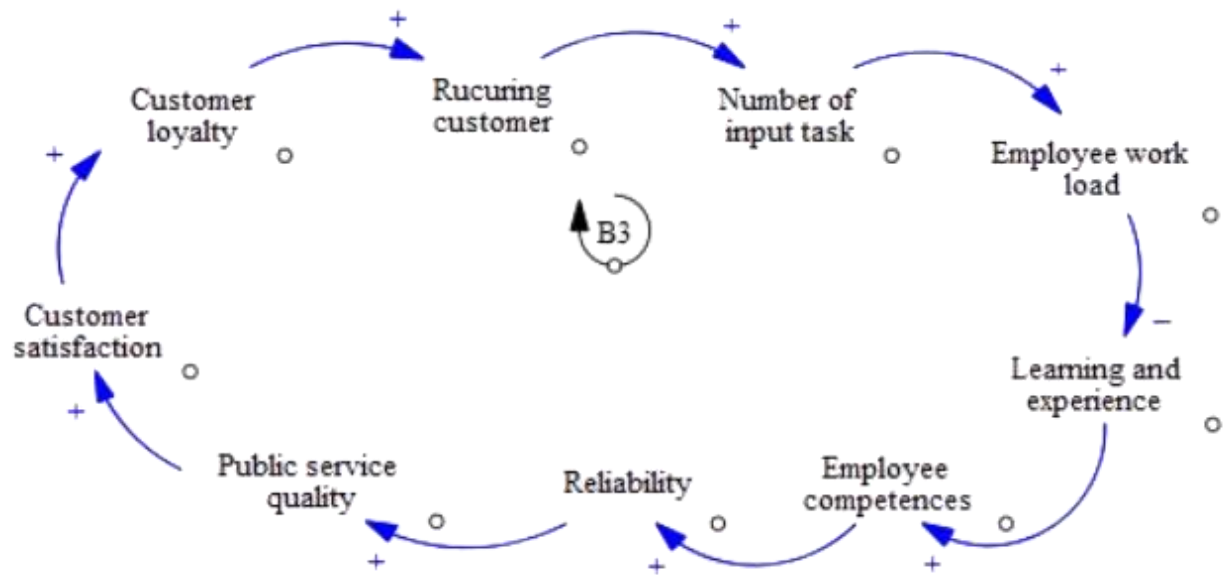 +
+
+
Customer
loyalty
Rucuring
customer
Number of
input task
Employee work
load
+
B3
Customer
satisfaction
−
Learning and
experience
+
Public service
quality
Reliability
Employee
competences
+
+
+